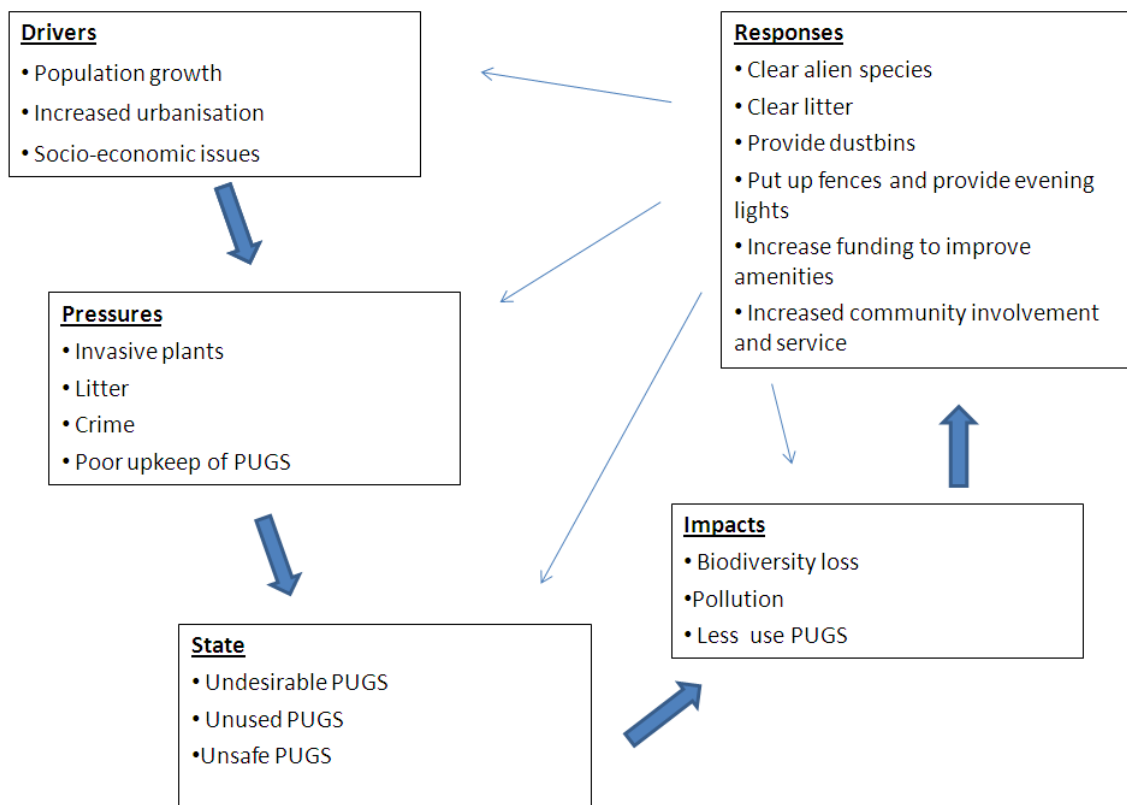 Drivers
• Population growth
• Increased urbanisation
• Socio-economic issues
Responses
• Clear alien species
• Clear litter
• Provide dustbins
• Put up fences and provide evening
lights
• Increase funding to improve
amenities
• Increased community involvement
and service
Pressures
• Invasive plants
• Litter
• Crime
• Poor upkeep of PUGS
Impacts
• Biodiversity loss
•Pollution
• Less use PUGS
State
• Undesirable PUGS
• Unused PUGS
•Unsafe PUGS